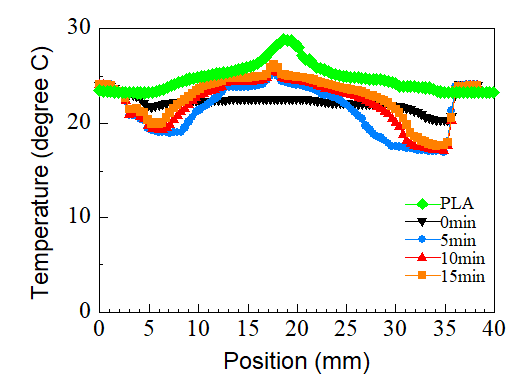 30
20
10
0
Temperature (degree C)
PLA
0min
5min
10min
15min
0 5 10 15 20 25 30 35 40
Position (mm)